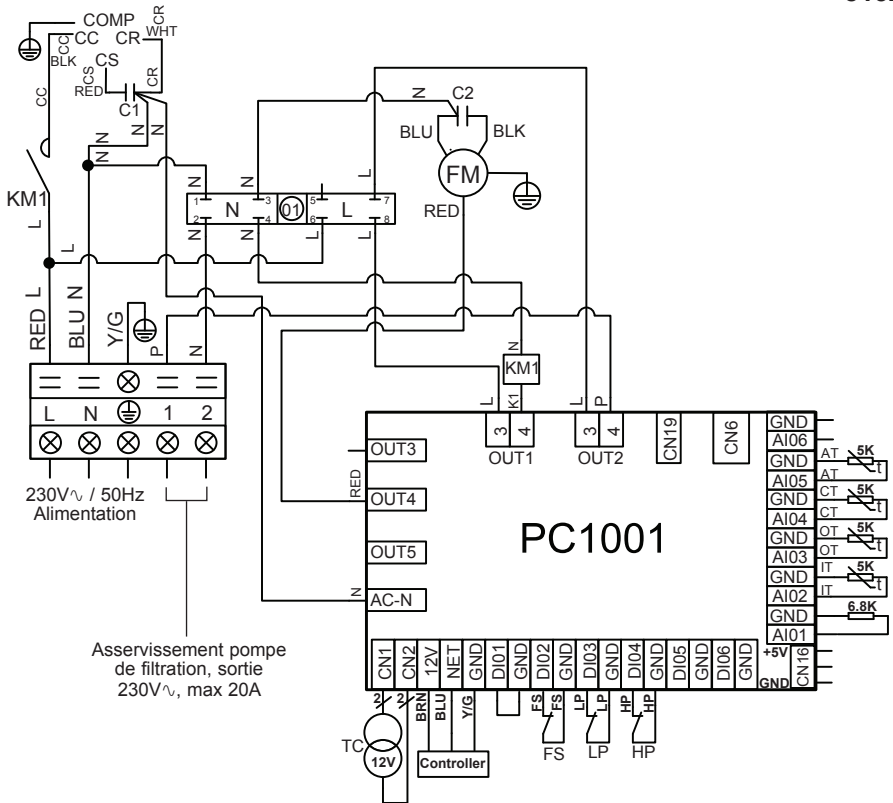 COMP
CR
WHT
CC
CC
CR
BLK
CS
CS
RED
CR
C1
CC
N
N
N
N
N
KM1
L
L
N
C2
BLU
BLK
FM
RED
L
N
N
1
3
5
7
N
01
L
2
4
6
8
N
N
L
L
RED L
BLU N
Y/G
P
N
L
N
1
2
230V∿ / 50Hz
Alimentation
Asservissement pompe
de filtration, sortie
230V∿, max 20A
N
KM1
L
K1
L
P
3
4
OUT1
3
4
OUT2
CN19
CN6
OUT3
RED
OUT4
OUT5
N
AC-N
PC1001
GND
AI06
GND
AT
5K
t
AI05
AT
GND
CT
5K
t
AI04
CT
GND
OT
5K
t
AI03
OT
GND
IT
5K
t
AI02
IT
GND
6.8K
AI01
+5V
CN16
GND
CN1
CN2
12V
NET
GND
DI01
GND
DI02
GND
DI03
GND
DI04
GND
DI05
GND
DI06
GND
2
2
BRN
BLU
Y/G
FS
FS
LP
LP
HP
HP
TC
12V
Controller
FS
LP
HP